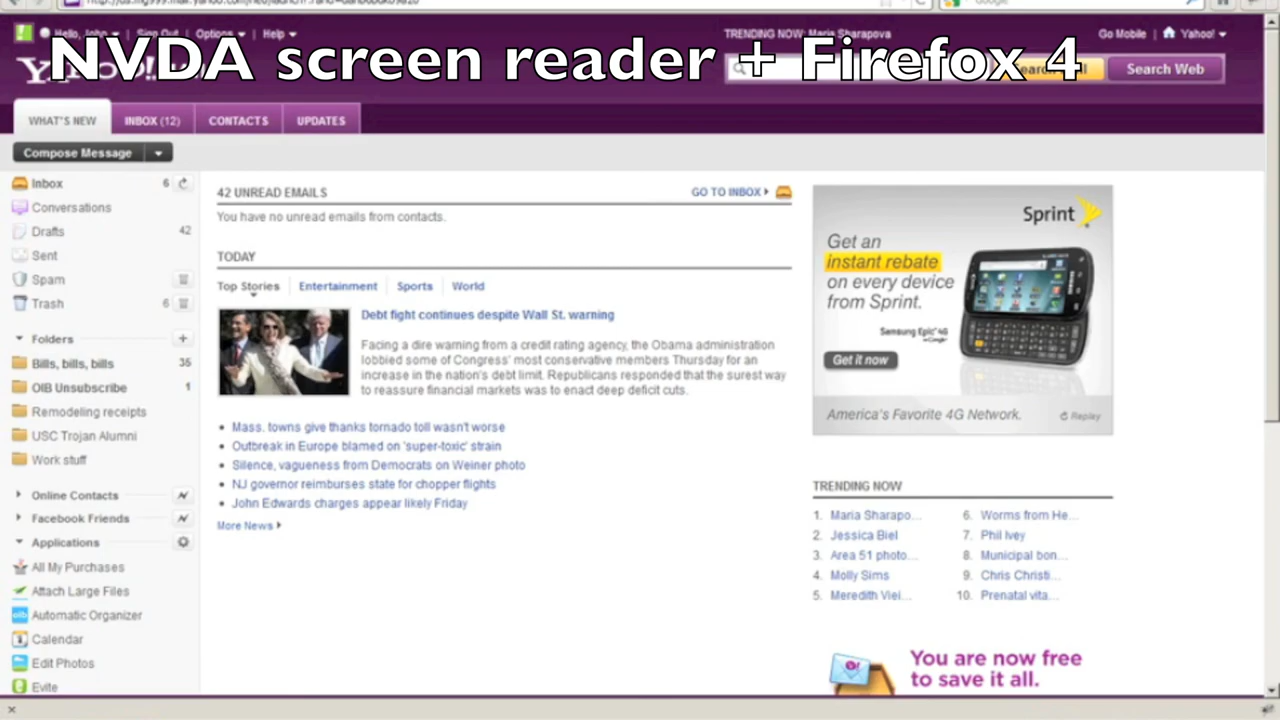 NVDA screen reader + Firefox 4
Hello, John
Sign Out
Options
Help
TRENDING NOW: Maria Sharapova
Go Mobile
Yahoo!
Search Web
WHAT'S NEW
INBOX (12)
CONTACTS
UPDATES
Compose Message
Inbox 6
Conversations
Drafts 42
Sent
Spam
Trash 6
Folders
Bills, bills, bills 35
OIB Unsubscribe 1
Remodeling receipts
USC Trojan Alumni
Work stuff
Online Contacts
Facebook Friends
Applications
All My Purchases
Attach Large Files
Automatic Organizer
Calendar
Edit Photos
Evite
42 UNREAD EMAILS
GO TO INBOX
You have no unread emails from contacts.
TODAY
Top Stories Entertainment Sports World
Debt fight continues despite Wall St. warning
Facing a dire warning from a credit rating agency, the Obama administration
lobbied some of Congress' most conservative members Thursday for an
increase in the nation's debt limit. Republicans responded that the surest way
to reassure financial markets was to enact deep deficit cuts.
Mass. towns give thanks tornado toll wasn't worse
Outbreak in Europe blamed on 'super-toxic' strain
Silence, vagueness from Democrats on Weiner photo
NJ governor reimburses state for chopper flights
John Edwards charges appear likely Friday
More News
Sprint
Get an
instant rebate
on every device
from Sprint.
Samsung Epic 4G
Get it now
America's Favorite 4G Network.
Replay
TRENDING NOW
1. Maria Sharapo...
2. Jessica Biel
3. Area 51 photo...
4. Molly Sims
5. Meredith Viei...
6. Worms from He...
7. Phil Ivey
8. Municipal bon...
9. Chris Christi...
10. Prenatal vita...
You are now free
to save it all.